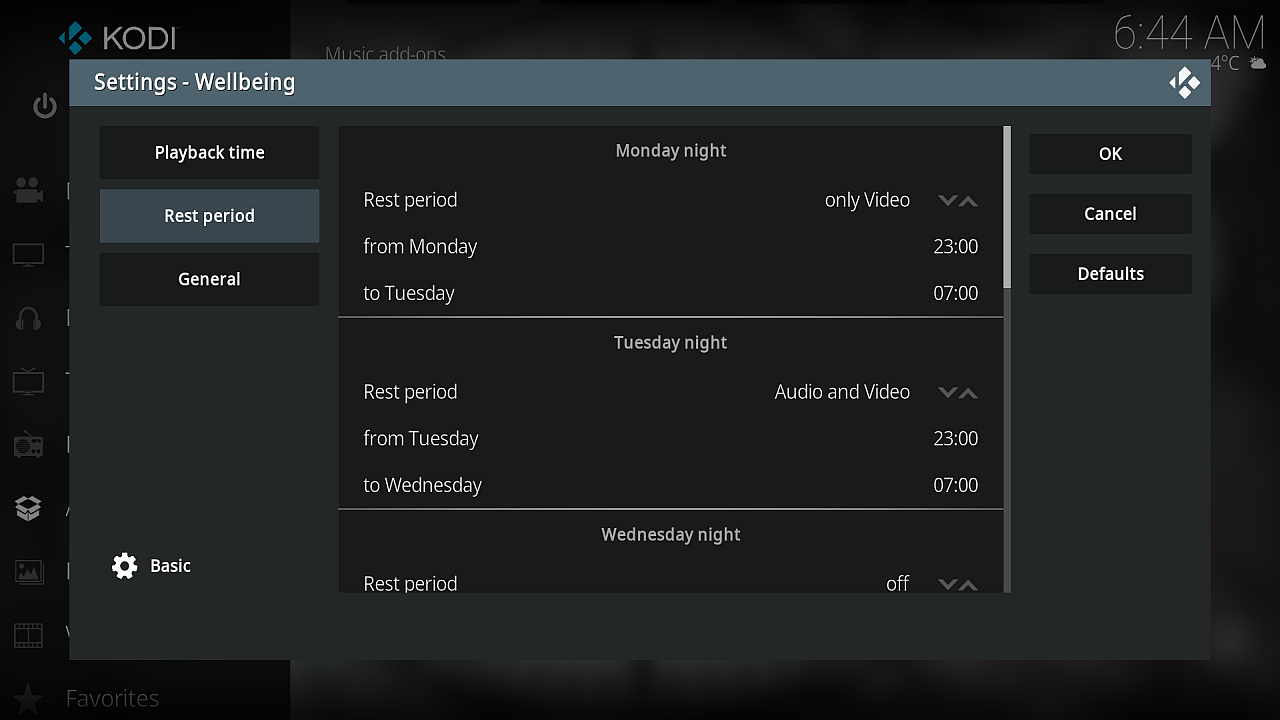 KODI
6:44 AM
Music add-ons
4°C
Settings - Wellbeing
Playback time
Rest period
General
Basic
Monday night
Rest period only Video
from Monday 23:00
to Tuesday 07:00
Tuesday night
Rest period Audio and Video
from Tuesday 23:00
to Wednesday 07:00
Wednesday night
Rest period off
OK
Cancel
Defaults
Favorites